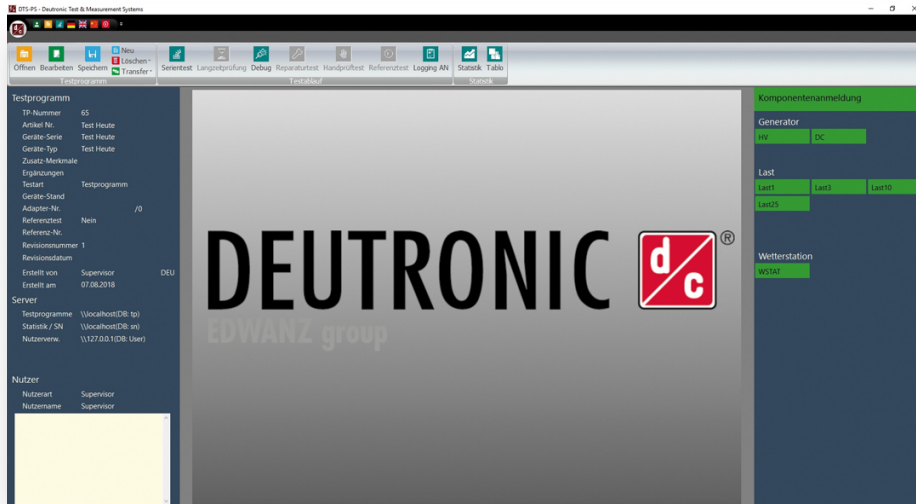 DTS-PS - Deutronic Test & Measurement Systems
Neu
Löschen
Transfer
Öffnen Bearbeiten Speichern
Serientest Langzeitprüfung Debug Reparaturtest Handprüftest Referenztest Logging AN
Statistik Tablo
Testprogramm
Testablauf
Statistik
Testprogramm
TP-Nummer 65
Artikel Nr. Test Heute
Geräte-Serie Test Heute
Geräte-Typ Test Heute
Zusatz-Merkmale
Ergänzungen
Testart Testprogramm
Geräte-Stand
Adapter-Nr. /0
Referenztest Nein
Referenz-Nr.
Revisionsnummer 1
Revisionsdatum
Erstellt von Supervisor DEU
Erstellt am 07.08.2018
Server
Testprogramme \\localhost(DB: tp)
Statistik / SN \\localhost(DB: sn)
Nutzerverw. \\127.0.0.1(DB: User)
Nutzer
Nutzerart Supervisor
Nutzername Supervisor
DEUTRONIC d/c ®
EDWANZ group
Komponentenanmeldung
Generator
HV DC
Last
Last1 Last3 Last10
Last25
Wetterstation
WSTAT